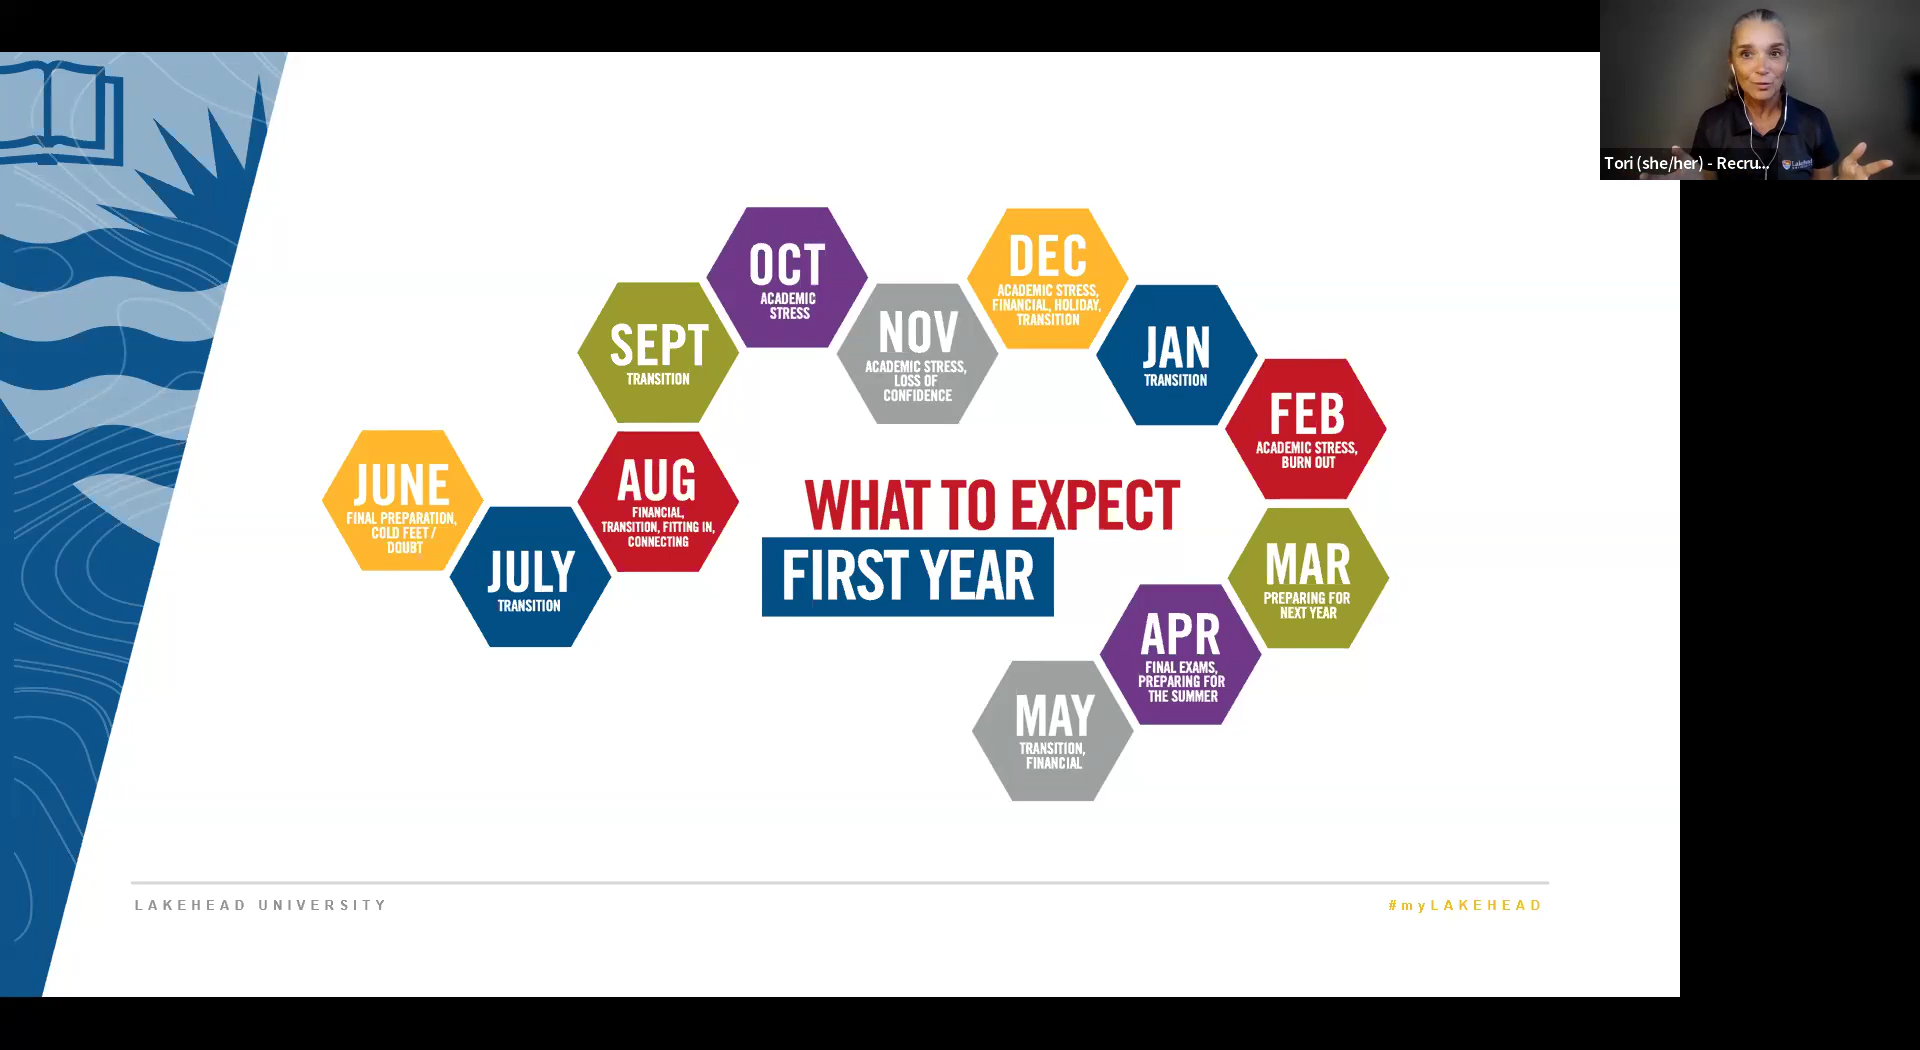 Tori (she/her) - Recru...
Lakehead
OCT
ACADEMIC
STRESS
DEC
ACADEMIC STRESS,
FINANCIAL, HOLIDAY,
TRANSITION
SEPT
TRANSITION
NOV
ACADEMIC STRESS,
LOSS OF
CONFIDENCE
JAN
TRANSITION
FEB
ACADEMIC STRESS,
BURN OUT
JUNE
FINAL PREPARATION,
COLD FEET /
DOUBT
JULY
TRANSITION
AUG
FINANCIAL,
TRANSITION, FITTING IN,
CONNECTING
WHAT TO EXPECT
FIRST YEAR
MAR
PREPARING FOR
NEXT YEAR
APR
FINAL EXAMS,
PREPARING FOR
THE SUMMER
MAY
TRANSITION,
FINANCIAL
LAKEHEAD UNIVERSITY
#myLAKEHEAD